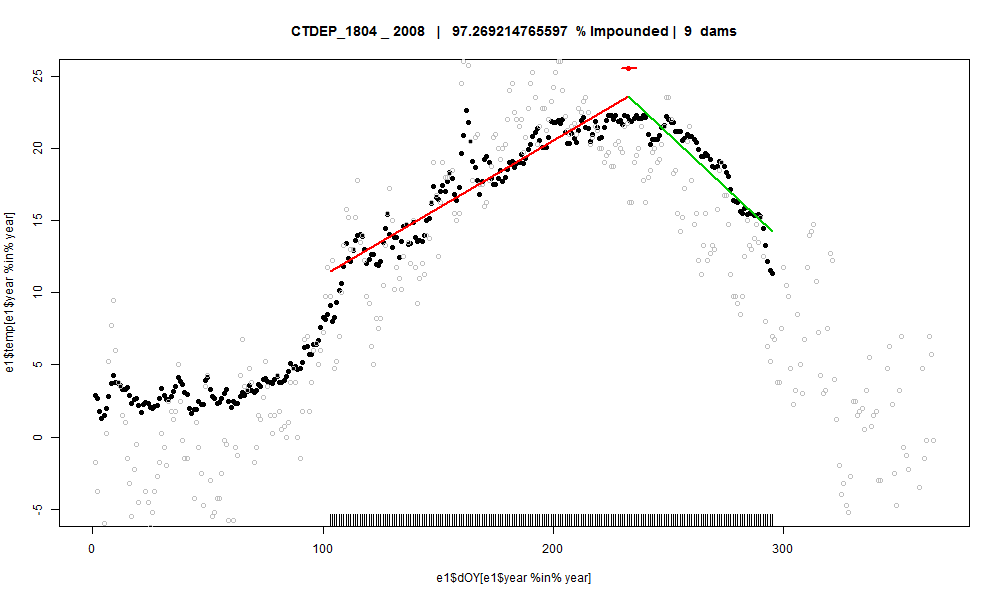 CTDEP_1804 _ 2008 | 97.269214765597 % Impounded | 9 dams
e1$temp[e1$year %in% year]
25
20
15
10
5
0
-5
0 100 200 300
e1$dOY[e1$year %in% year]